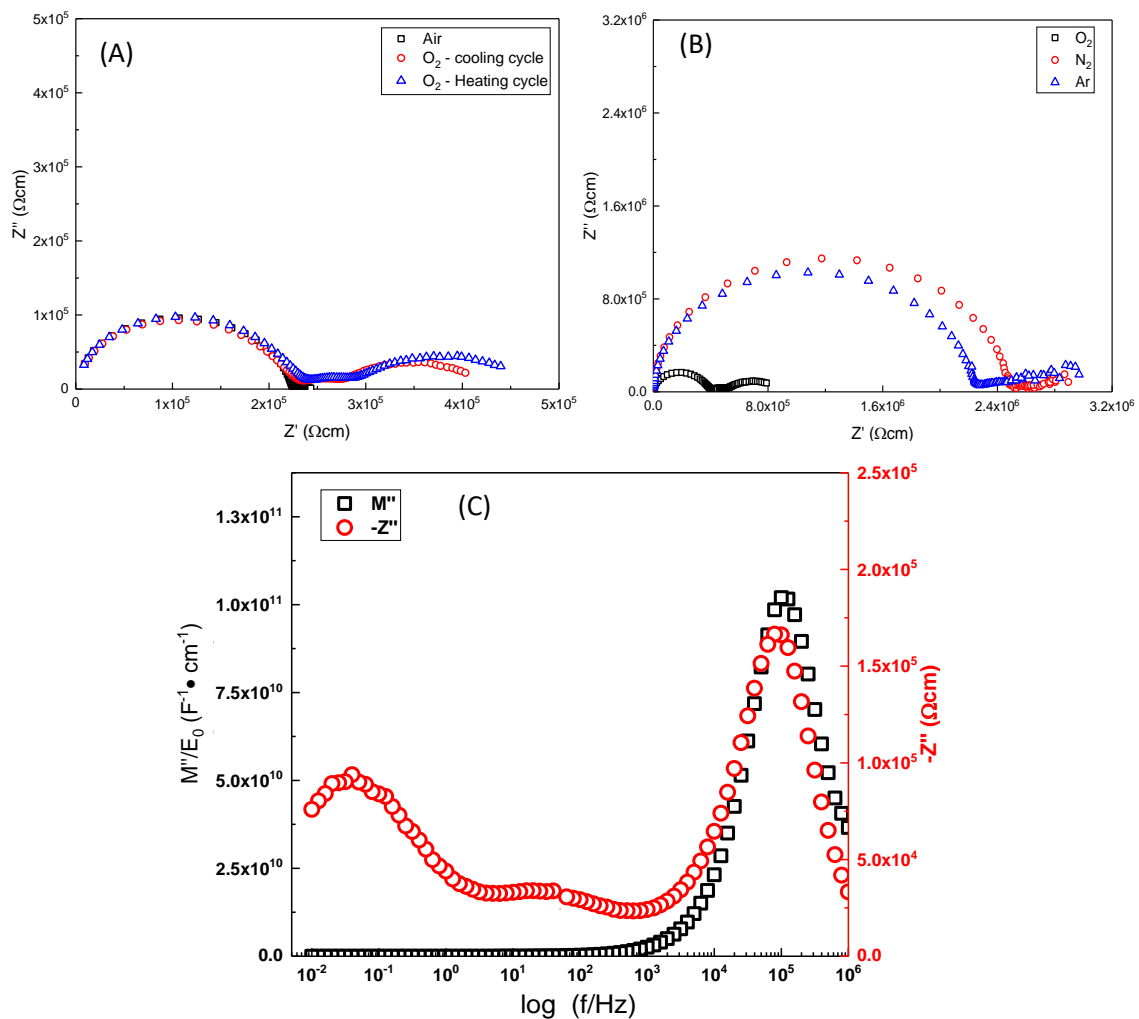 (A)
Air
O2 - cooling cycle
O2 - Heating cycle
5x10^5
4x10^5
3x10^5
2x10^5
1x10^5
0
Z'' (Ωcm)
0 1x10^5 2x10^5 3x10^5 4x10^5 5x10^5
Z' (Ωcm)
(B)
O2
N2
Ar
3.2x10^6
2.4x10^6
1.6x10^6
8.0x10^5
0.0
Z'' (Ωcm)
0.0 8.0x10^5 1.6x10^6 2.4x10^6 3.2x10^6
Z' (Ωcm)
(C)
M''
-Z''
1.3x10^11
1.0x10^11
7.5x10^10
5.0x10^10
2.5x10^10
0.0
M''/E0 (F^-1● cm^-1)
2.5x10^5
2.0x10^5
1.5x10^5
1.0x10^5
5.0x10^4
0.0
-Z'' (Ωcm)
10^-2 10^-1 10^0 10^1 10^2 10^3 10^4 10^5 10^6
log (f/Hz)